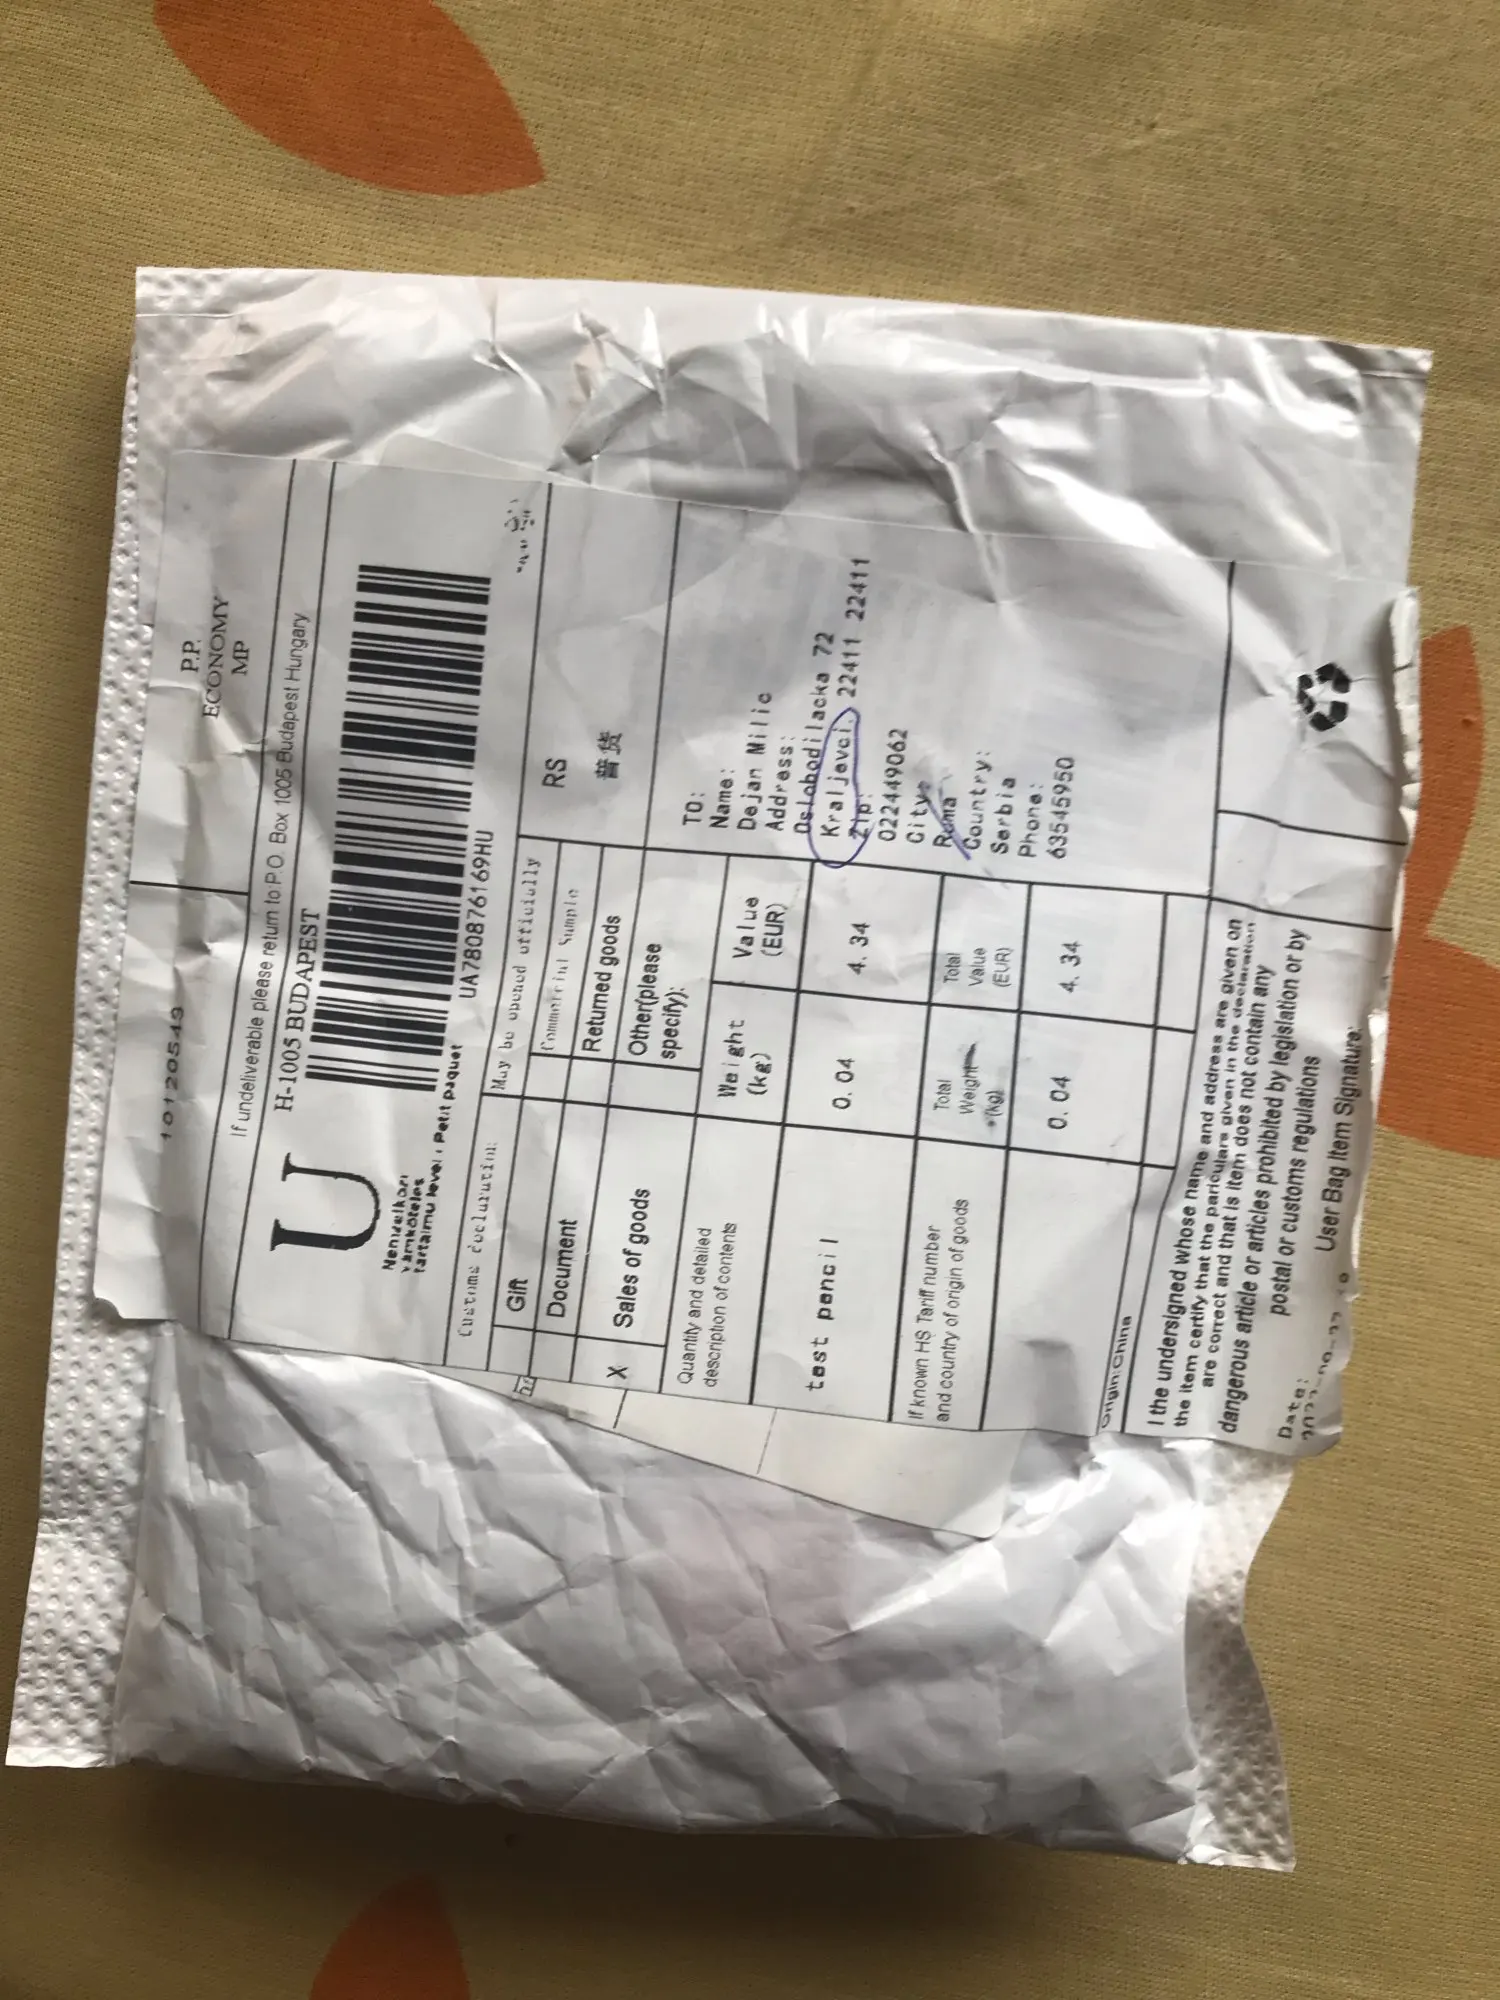 10120549
P.P.
ECONOMY
MP
If undeliverable please return to P.O. Box 1005 Budapest Hungary
H-1005 BUDAPEST
U
Nemzetközi
vámköteles
tartalmú levél / Petit paquet
UA780876169HU
Customs declaration:
May be opened officially
RS
普货
Gift
Commercial Sample
Document
Returned goods
X
Sales of goods
Other(please
specify):
Quantity and detailed
description of contents
Weight
(kg)
Value
(EUR)
test pencil
0.04
4.34
If known HS Tariff number
and country of origin of goods
Total
Weight
(kg)
Total
Value
(EUR)
0.04
4.34
Origin:China
TO:
Name:
Dejan Milic
Address:
Oslobodilacka 72
Kraljevci, 22411 22411
Zip:
022449062
City:
Ruma
Country:
Serbia
Phone:
63545950
I the undersigned whose name and address are given on
the item certify that the pariculars given in the declaration
are correct and that is item does not contain any
dangerous article or articles prohibited by legislation or by
postal or customs regulations
Date:
User Bag Item Signature: